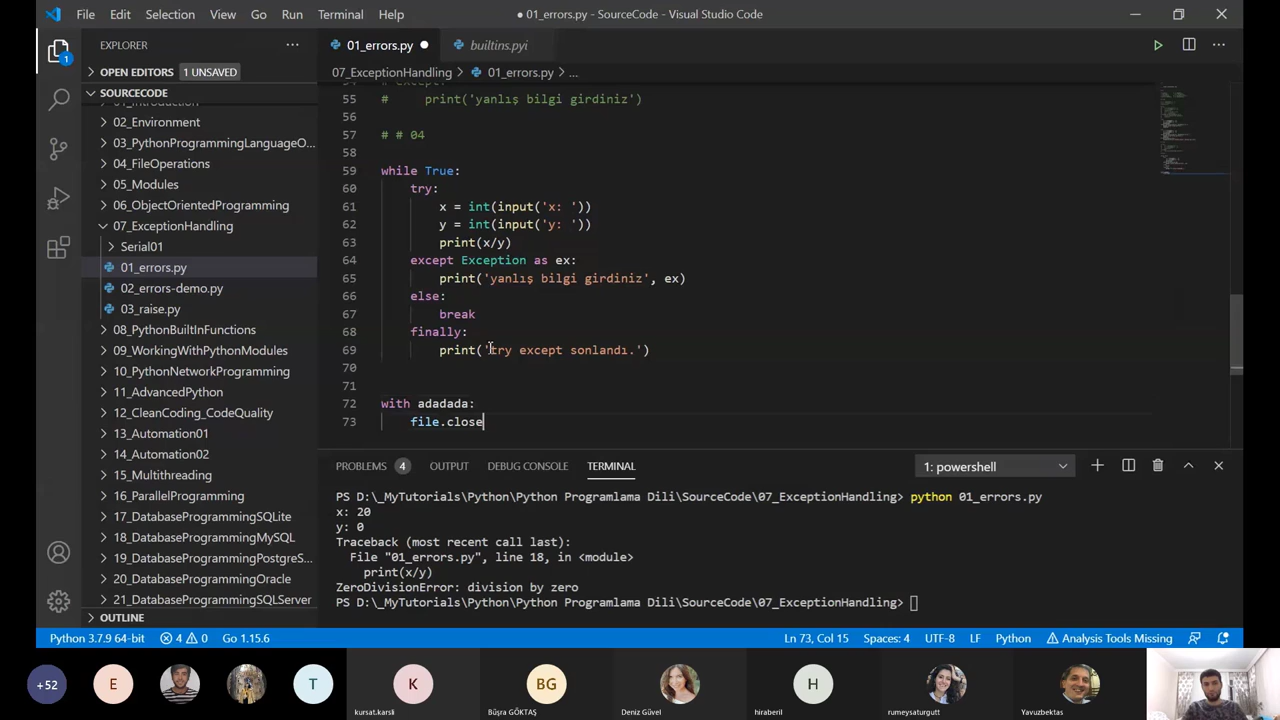 File Edit Selection View Go Run Terminal Help
● 01_errors.py - SourceCode - Visual Studio Code
EXPLORER
01_errors.py
builtins.pyi
OPEN EDITORS 1 UNSAVED
07_ExceptionHandling > 01_errors.py > ...
SOURCECODE
02_Environment
03_PythonProgrammingLanguageO...
04_FileOperations
05_Modules
06_ObjectOrientedProgramming
07_ExceptionHandling
Serial01
01_errors.py
02_errors-demo.py
03_raise.py
08_PythonBuiltInFunctions
09_WorkingWithPythonModules
10_PythonNetworkProgramming
11_AdvancedPython
12_CleanCoding_CodeQuality
13_Automation01
14_Automation02
15_Multithreading
16_ParallelProgramming
17_DatabaseProgrammingSQLite
18_DatabaseProgrammingMySQL
19_DatabaseProgrammingPostgreS...
20_DatabaseProgrammingOracle
21_DatabaseProgrammingSQLServer
OUTLINE
55 # print('yanlış bilgi girdiniz')
56
57 # # 04
58
59 while True:
60 try:
61 x = int(input('x: '))
62 y = int(input('y: '))
63 print(x/y)
64 except Exception as ex:
65 print('yanlış bilgi girdiniz', ex)
66 else:
67 break
68 finally:
69 print('try except sonlandı.')
70
71
72 with adadada:
73 file.close
PROBLEMS 4 OUTPUT DEBUG CONSOLE TERMINAL
1: powershell
PS D:\_MyTutorials\Python\Python Programlama Dili\SourceCode\07_ExceptionHandling> python 01_errors.py
x: 20
y: 0
Traceback (most recent call last):
File "01_errors.py", line 18, in <module>
print(x/y)
ZeroDivisionError: division by zero
PS D:\_MyTutorials\Python\Python Programlama Dili\SourceCode\07_ExceptionHandling>
Python 3.7.9 64-bit 4 0 Go 1.15.6
Ln 73, Col 15 Spaces: 4 UTF-8 LF Python Analysis Tools Missing
+52 E T K BG H
kursat.karsli Büşra GÖKTAŞ Deniz Güvel hiraberil rumeysaturgutt Yavuzbektas